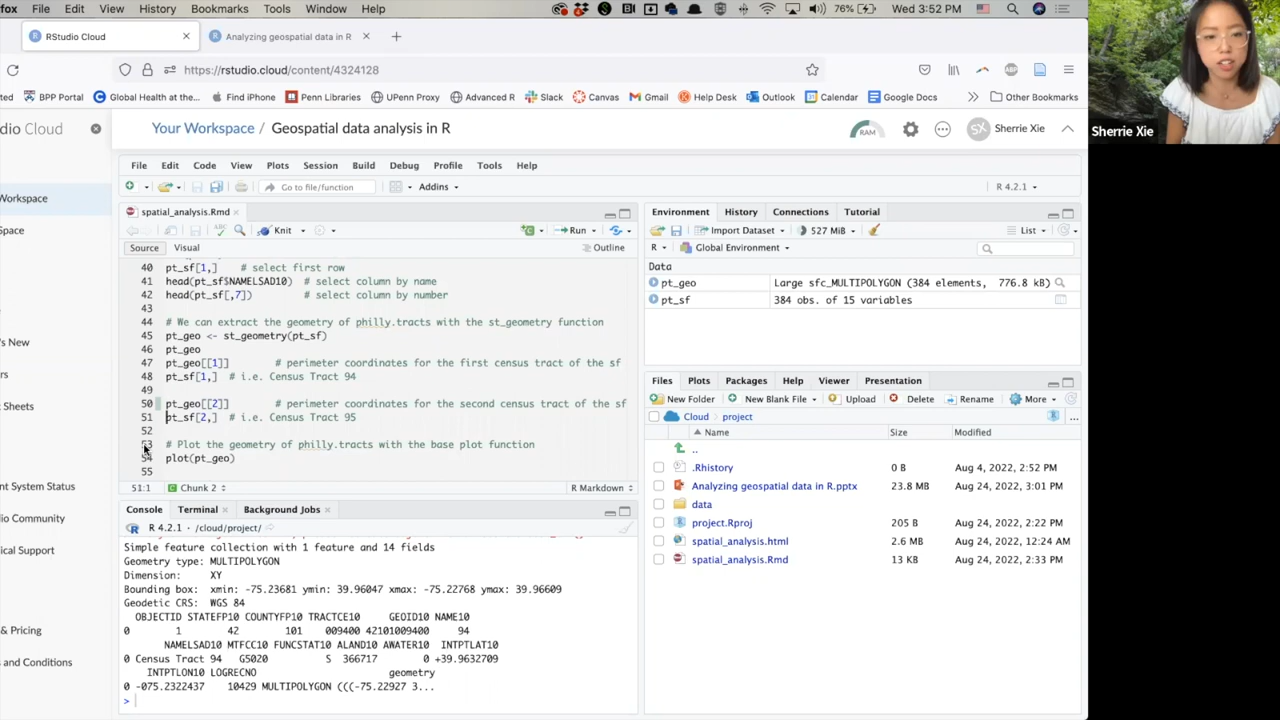 fox File Edit View History Bookmarks Tools Window Help 76% Wed 3:52 PM
RStudio Cloud Analyzing geospatial data in R
https://rstudio.cloud/content/4324128
ted BPP Portal Global Health at the... Find iPhone Penn Libraries UPenn Proxy Advanced R Slack Canvas Gmail Help Desk Outlook Calendar Google Docs Other Bookmarks
Sherrie Xie
dio Cloud Your Workspace / Geospatial data analysis in R RAM SX Sherrie Xie
File Edit Code View Plots Session Build Debug Profile Tools Help
Go to file/function Addins R 4.2.1
Workspace
Space
's New
rs
Sheets
nt System Status
dio Community
ical Support
& Pricing
s and Conditions
spatial_analysis.Rmd
Knit Run
Source Visual Outline
40 pt_sf[1,] # select first row
41 head(pt_sf$NAMELSAD10) # select column by name
42 head(pt_sf[,7]) # select column by number
43
44 # We can extract the geometry of philly.tracts with the st_geometry function
45 pt_geo <- st_geometry(pt_sf)
46 pt_geo
47 pt_geo[[1]] # perimeter coordinates for the first census tract of the sf
48 pt_sf[1,] # i.e. Census Tract 94
49
50 pt_geo[[2]] # perimeter coordinates for the second census tract of the sf
51 pt_sf[2,] # i.e. Census Tract 95
52
53 # Plot the geometry of philly.tracts with the base plot function
54 plot(pt_geo)
55
51:1 Chunk 2 R Markdown
Console Terminal Background Jobs
R 4.2.1 · /cloud/project/
Simple feature collection with 1 feature and 14 fields
Geometry type: MULTIPOLYGON
Dimension: XY
Bounding box: xmin: -75.23681 ymin: 39.96047 xmax: -75.22768 ymax: 39.96609
Geodetic CRS: WGS 84
OBJECTID STATEFP10 COUNTYFP10 TRACTCE10 GEOID10 NAME10
0 1 42 101 009400 42101009400 94
NAMELSAD10 MTFCC10 FUNCSTAT10 ALAND10 AWATER10 INTPTLAT10
0 Census Tract 94 G5020 S 366717 0 +39.9632709
INTPTLON10 LOGRECNO geometry
0 -075.2322437 10429 MULTIPOLYGON (((-75.22927 3...
>
Environment History Connections Tutorial
Import Dataset 527 MiB List
R Global Environment
Data
pt_geo Large sfc_MULTIPOLYGON (384 elements, 776.8 kB)
pt_sf 384 obs. of 15 variables
Files Plots Packages Help Viewer Presentation
New Folder New Blank File Upload Delete Rename More
Cloud project ...
Name Size Modified
..
.Rhistory 0 B Aug 4, 2022, 2:52 PM
Analyzing geospatial data in R.pptx 23.8 MB Aug 24, 2022, 3:01 PM
data
project.Rproj 205 B Aug 24, 2022, 2:22 PM
spatial_analysis.html 2.6 MB Aug 24, 2022, 12:24 AM
spatial_analysis.Rmd 13 KB Aug 24, 2022, 2:33 PM